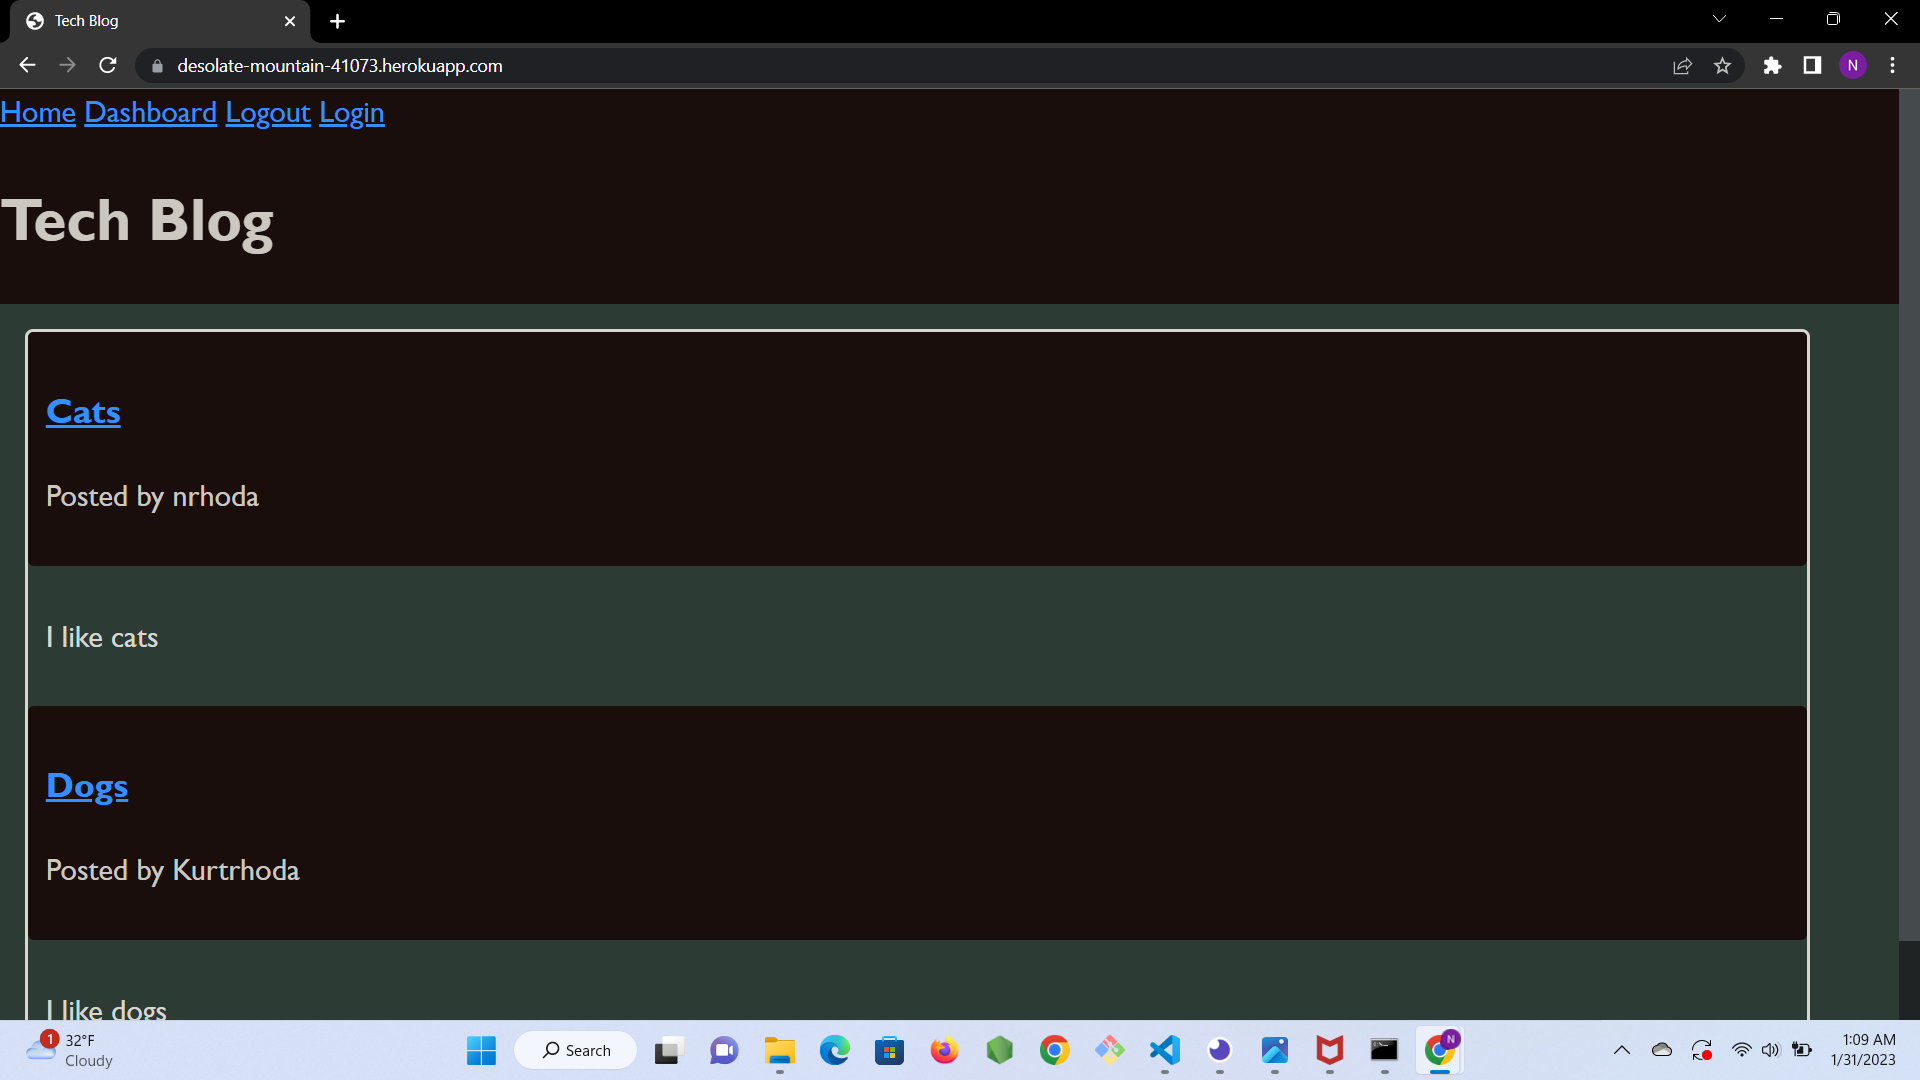 Tech Blog
desolate-mountain-41073.herokuapp.com
N
Home Dashboard Logout Login
Tech Blog
Cats
Posted by nrhoda
I like cats
Dogs
Posted by Kurtrhoda
I like dogs
1
32°F
Cloudy
Search
N
1:09 AM
1/31/2023